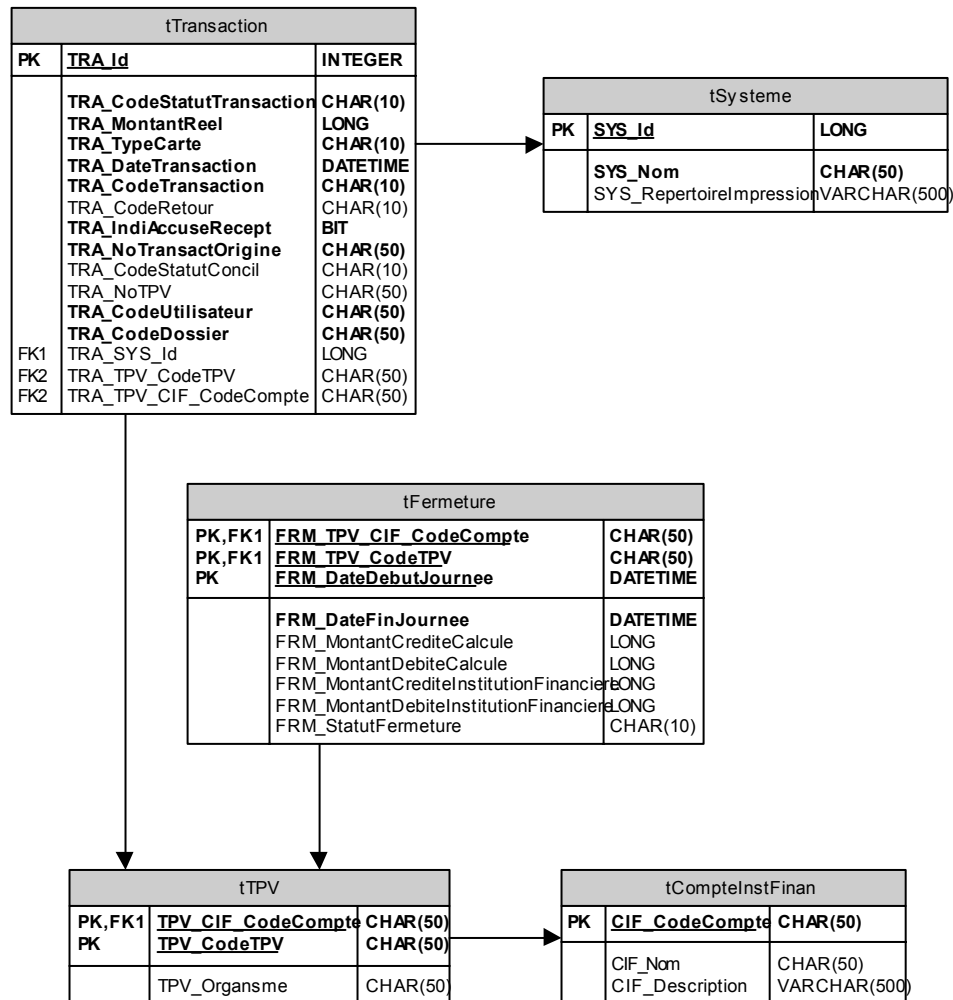 tTransaction
PK TRA_Id INTEGER
TRA_CodeStatutTransaction CHAR(10)
TRA_MontantReel LONG
TRA_TypeCarte CHAR(10)
TRA_DateTransaction DATETIME
TRA_CodeTransaction CHAR(10)
TRA_CodeRetour CHAR(10)
TRA_IndiAccuseRecept BIT
TRA_NoTransactOrigine CHAR(50)
TRA_CodeStatutConcil CHAR(10)
TRA_NoTPV CHAR(50)
TRA_CodeUtilisateur CHAR(50)
TRA_CodeDossier CHAR(50)
FK1 TRA_SYS_Id LONG
FK2 TRA_TPV_CodeTPV CHAR(50)
FK2 TRA_TPV_CIF_CodeCompte CHAR(50)
tSysteme
PK SYS_Id LONG
SYS_Nom CHAR(50)
SYS_RepertoireImpression VARCHAR(500)
tFermeture
PK,FK1 FRM_TPV_CIF_CodeCompte CHAR(50)
PK,FK1 FRM_TPV_CodeTPV CHAR(50)
PK FRM_DateDebutJournee DATETIME
FRM_DateFinJournee DATETIME
FRM_MontantCrediteCalcule LONG
FRM_MontantDebiteCalcule LONG
FRM_MontantCrediteInstitutionFinanciere LONG
FRM_MontantDebiteInstitutionFinanciere LONG
FRM_StatutFermeture CHAR(10)
tTPV
PK,FK1 TPV_CIF_CodeCompte CHAR(50)
PK TPV_CodeTPV CHAR(50)
TPV_Organsme CHAR(50)
tCompteInstFinan
PK CIF_CodeCompte CHAR(50)
CIF_Nom CHAR(50)
CIF_Description VARCHAR(500)